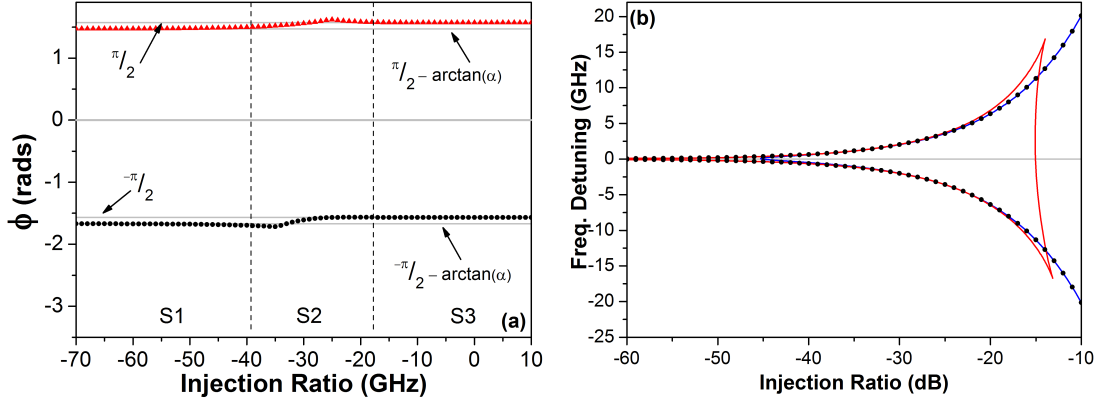 1
0
-1
-2
-3
ϕ (rads)
π/2
π/2 − arctan(α)
-π/2
-π/2 − arctan(α)
S1 S2 S3 (a)
-70 -60 -50 -40 -30 -20 -10 0 10
Injection Ratio (GHz)
(b)
20
15
10
5
0
-5
-10
-15
-20
-25
Freq. Detuning (GHz)
-60 -50 -40 -30 -20 -10
Injection Ratio (dB)